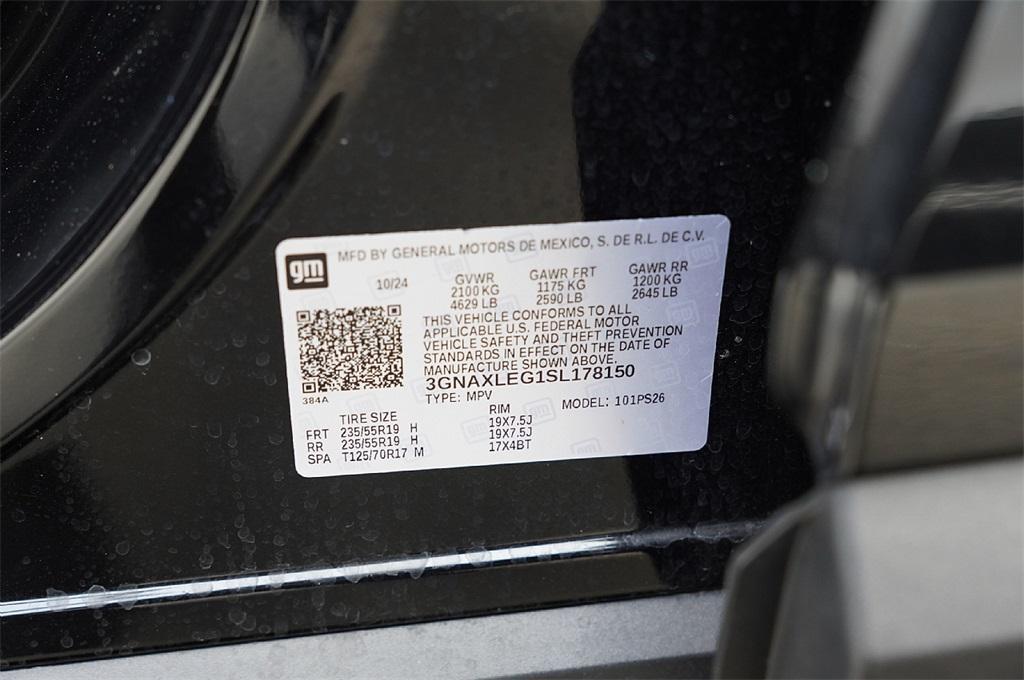 gm
MFD BY GENERAL MOTORS DE MEXICO, S. DE R.L. DE C.V.
10/24 GVWR GAWR FRT GAWR RR
2100 KG 1175 KG 1200 KG
4629 LB 2590 LB 2645 LB
THIS VEHICLE CONFORMS TO ALL
APPLICABLE U.S. FEDERAL MOTOR
VEHICLE SAFETY AND THEFT PREVENTION
STANDARDS IN EFFECT ON THE DATE OF
MANUFACTURE SHOWN ABOVE.
3GNAXLEG1SL178150
384A
TYPE: MPV MODEL: 101PS26
TIRE SIZE RIM
FRT 235/55R19 H 19X7.5J
RR 235/55R19 H 19X7.5J
SPA T125/70R17 M 17X4BT